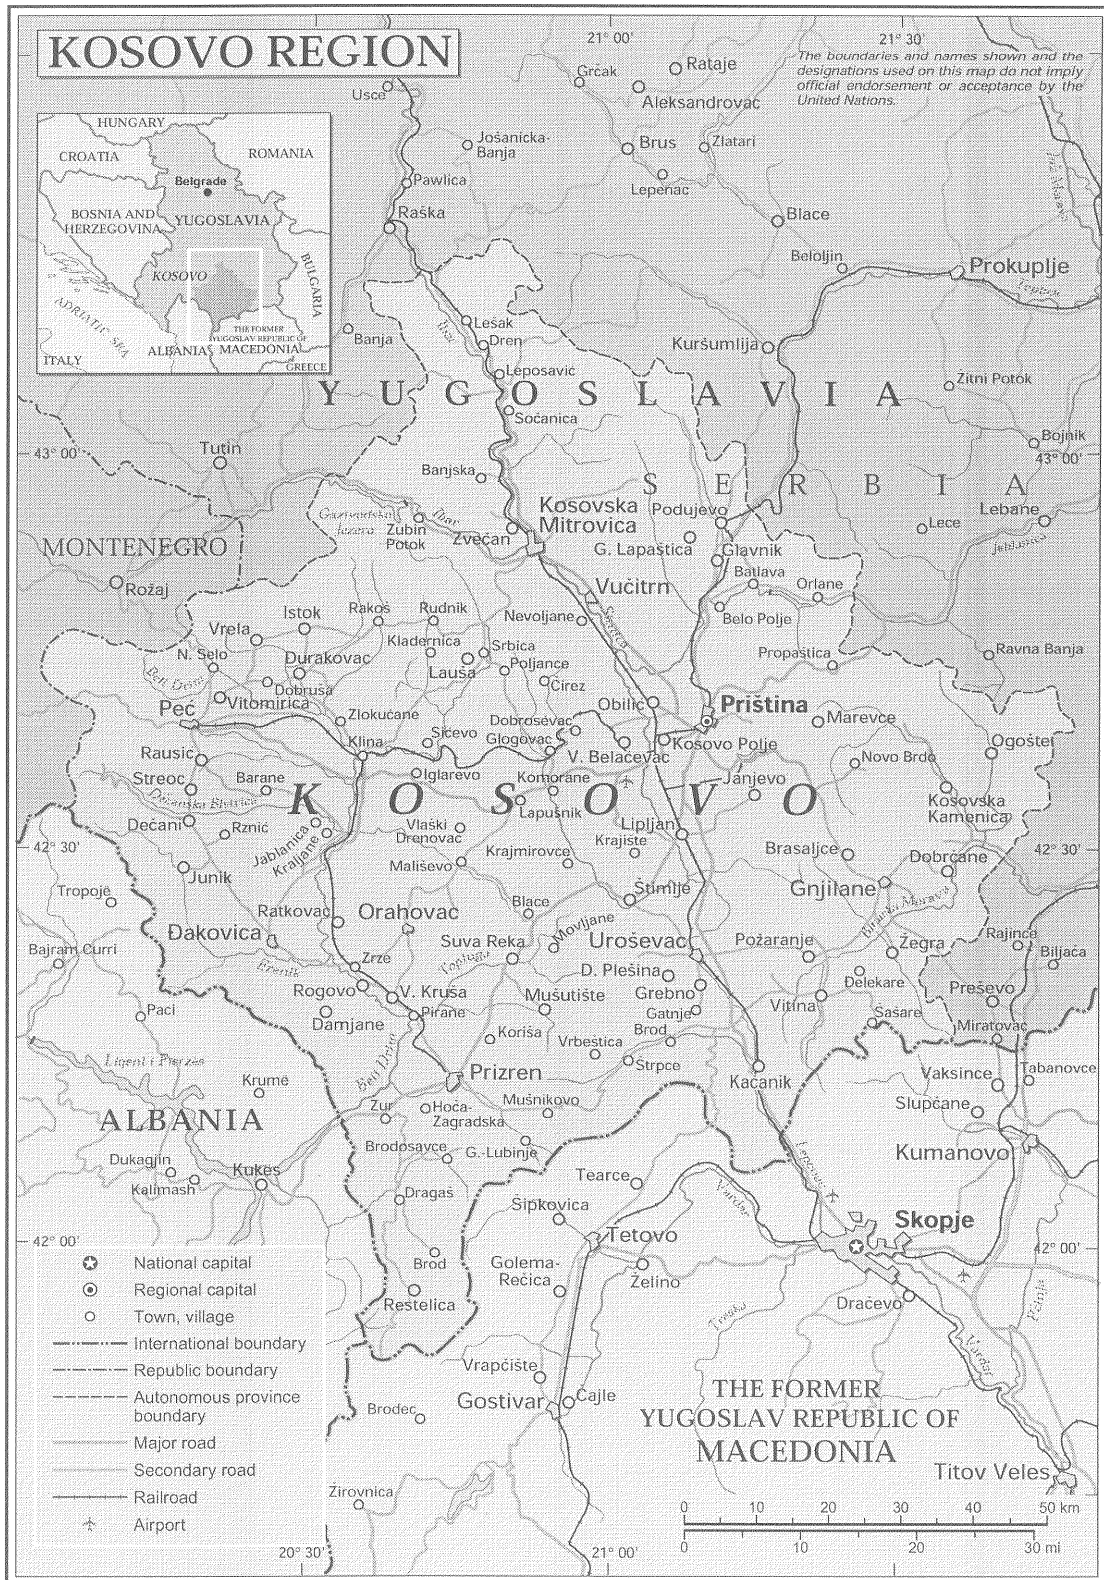 KOSOVO REGION
21° 00'
21° 30'
The boundaries and names shown and the
designations used on this map do not imply
official endorsement or acceptance by the
United Nations.
HUNGARY
CROATIA
ROMANIA
Belgrade
BOSNIA AND
HERZEGOVINA
YUGOSLAVIA
KOSOVO
BULGARIA
ADRIATIC SEA
THE FORMER
YUGOSLAV REPUBLIC OF
MACEDONIA
ALBANIA
ITALY
GREECE
Usce
Grčak
Rataje
Aleksandrovac
Jošanicka-
Banja
Brus
Zlatari
Pawlica
Lepenac
Raška
Blace
Beloljin
Prokuplje
Lešak
Dren
Banja
Kuršumlija
Leposavić
Zitni Potok
YUGOSLAVIA
Soćanica
Bojnik
Tutin
43° 00'
43° 00'
Banjska
SERBIA
Kosovska
Mitrovica
Podujevo
Lebane
Ibar
Zubin
Potok
Zvečan
Lece
MONTENEGRO
G. Lapaštica
Glavnik
Batlava
Orlane
Rožaj
Vučitrn
Istok
Rakoš
Rudnik
Nevoljane
Belo Polje
Vrela
Kladernica
Srbica
N. Selo
Durakovac
Lauša
Poljance
Propaštica
Ravna Banja
Beti Drim
Dobruša
Čirez
Vitomirica
Obilić
Priština
Peć
Zlokućane
Dobroševac
Marevce
Sićevo
Glogovac
Kosovo Polje
Klina
V. Belaćevac
Ogošte
Rausic
Novo Brdo
Streoc
Barane
Iglarevo
Komorane
Janjevo
KOSOVO
Lapušnik
Kosovska
Kamenica
Dečani
Rznić
Vlaški
Drenovac
Lipljan
Jablanica
Kraljane
Krajište
42° 30'
42° 30'
Mališevo
Krajmirovce
Brasaljce
Dobrčane
Junik
Tropojë
Štimlje
Gnjilane
Ratkovac
Orahovac
Blace
Đakovica
Movljane
Bajram Curri
Suva Reka
Uroševac
Požaranje
Žegra
Rajince
Biljača
Zrze
D. Plešina
Delekare
Rogovo
V. Kruša
Mušutište
Grebno
Vitina
Preševo
Paci
Damjane
Pirane
Gatnje
Sašare
Koriša
Brod
Miratovac
Vrbeštica
Prizren
Štrpce
Kačanik
Vaksince
Tabanovce
Krumë
ALBANIA
Zur
Hoča-
Zagradska
Mušnikovo
Slupčane
Brodosavce
G.-Lubinje
Kumanovo
Dukagjin
Kalimash
Kukës
Tearce
Vardar
Dragaš
Šipkovica
Skopje
Tetovo
42° 00'
42° 00'
Brod
Golema-
Rečica
Želino
Restelica
Dračevo
National capital
Regional capital
Town, village
International boundary
Republic boundary
Autonomous province
boundary
Major road
Secondary road
Railroad
Airport
Vardar
Vrapčište
Gostivar
Čajle
Brodec
THE FORMER
YUGOSLAV REPUBLIC OF
MACEDONIA
Titov Veles
Žirovnica
0 10 20 30 40 50 km
0 10 20 30 mi
20° 30'
21° 00'